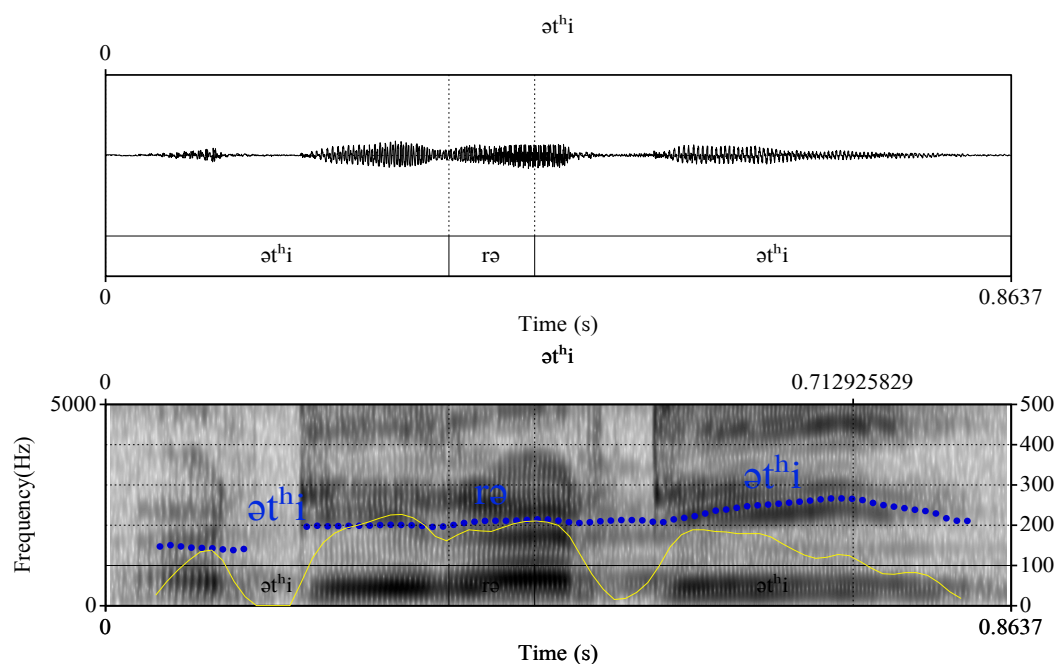 ətʰi
0
ətʰi rə ətʰi
0 0.8637
Time (s)
ətʰi
0 0.712925829
5000 500
400
300
200
100
0 0
Frequency(Hz)
ətʰi rə ətʰi
ətʰi rə ətʰi
0 0.8637
Time (s)